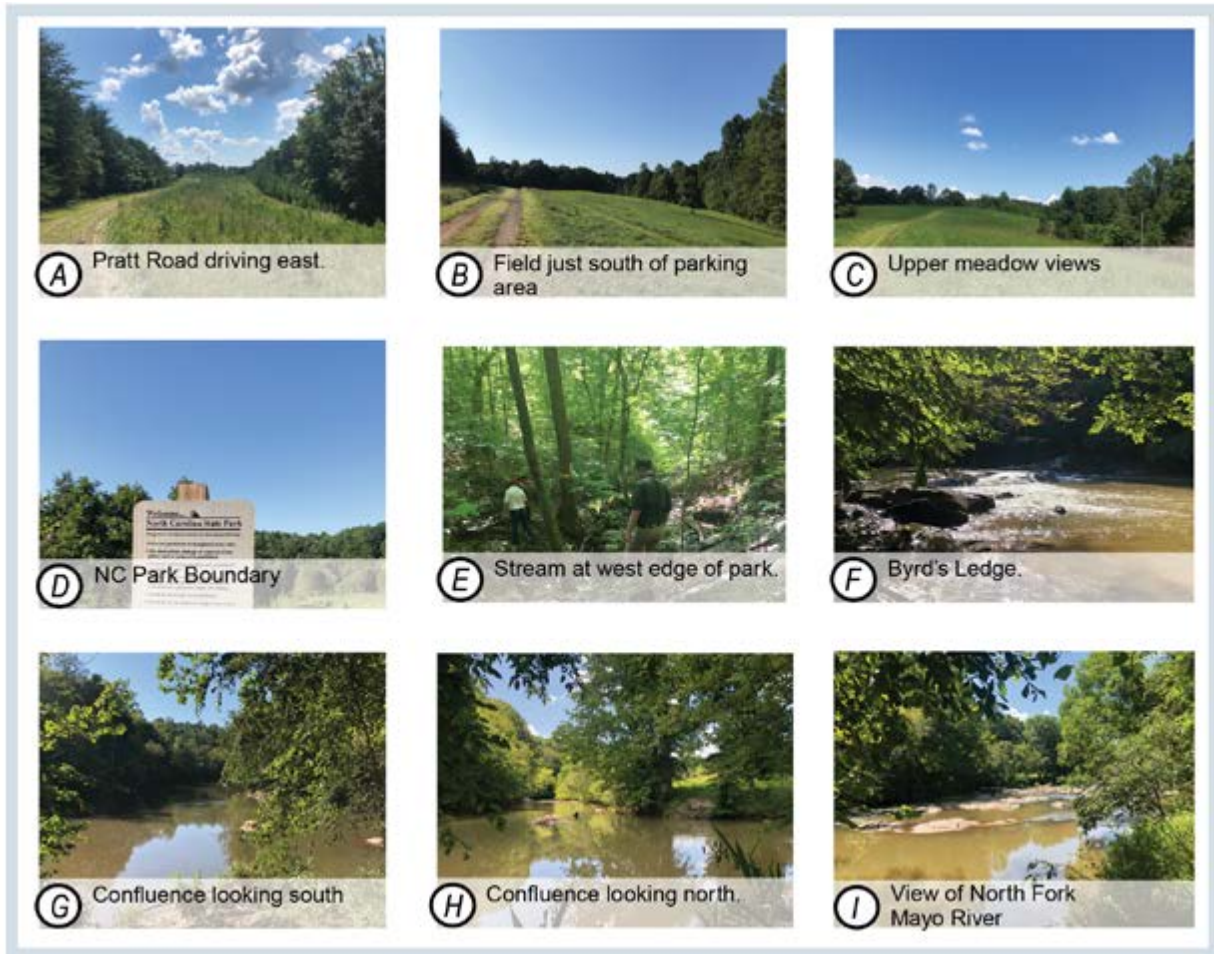 A Pratt Road driving east.
B Field just south of parking
area
C Upper meadow views
Welcome
North Carolina State Park
D NC Park Boundary
E Stream at west edge of park.
F Byrd's Ledge.
G Confluence looking south
H Confluence looking north.
I View of North Fork
Mayo River